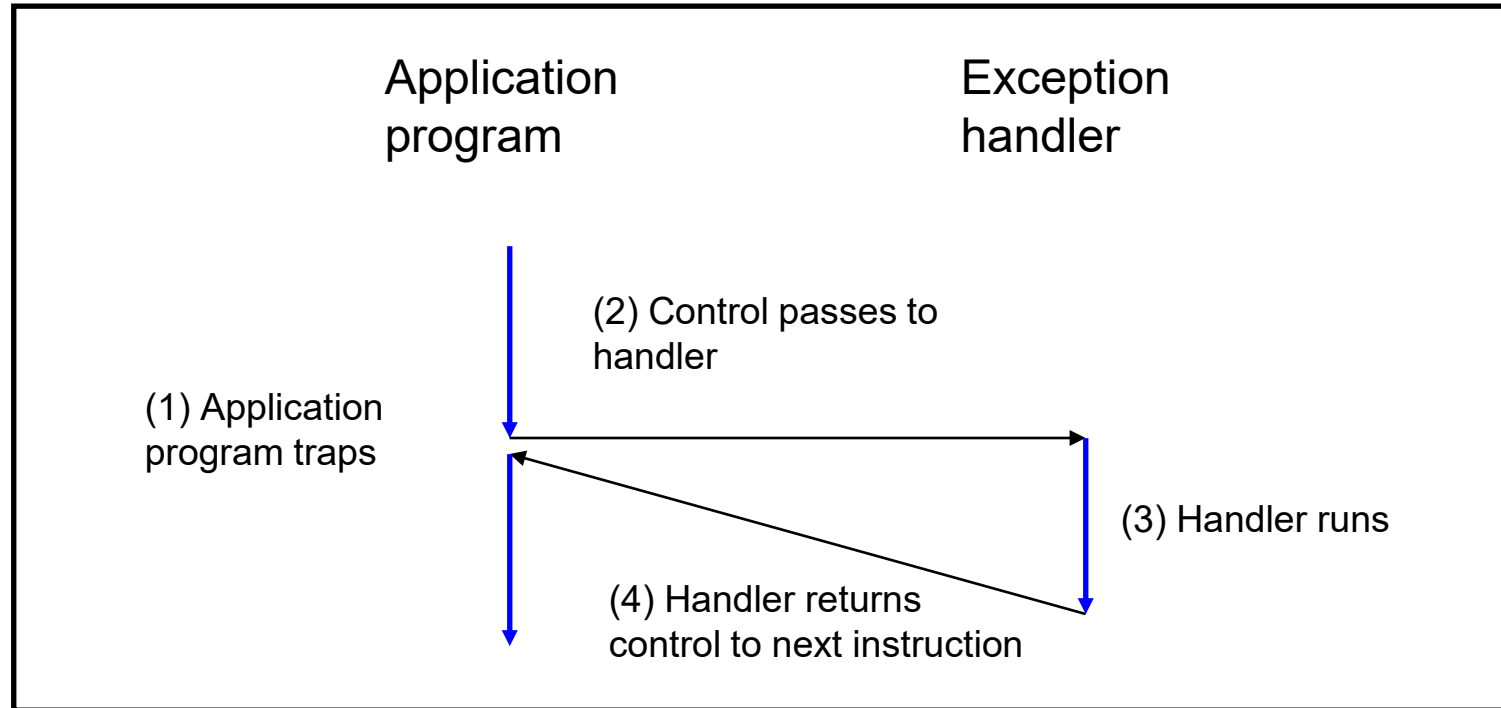 Application
program
Exception
handler
(2) Control passes to
handler
(1) Application
program traps
(3) Handler runs
(4) Handler returns
control to next instruction